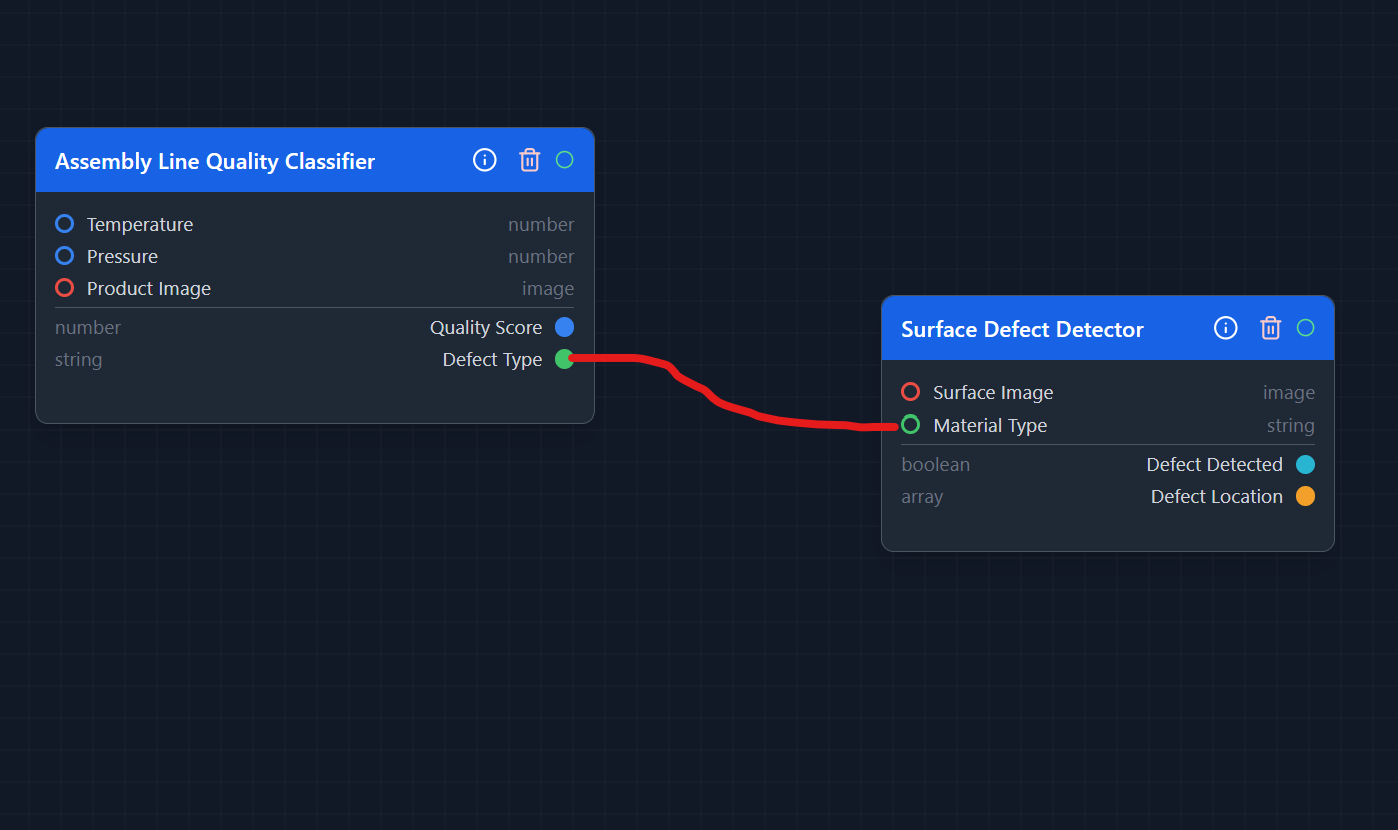 Assembly Line Quality Classifier
Temperature number
Pressure number
Product Image image
number Quality Score
string Defect Type
Surface Defect Detector
Surface Image image
Material Type string
boolean Defect Detected
array Defect Location